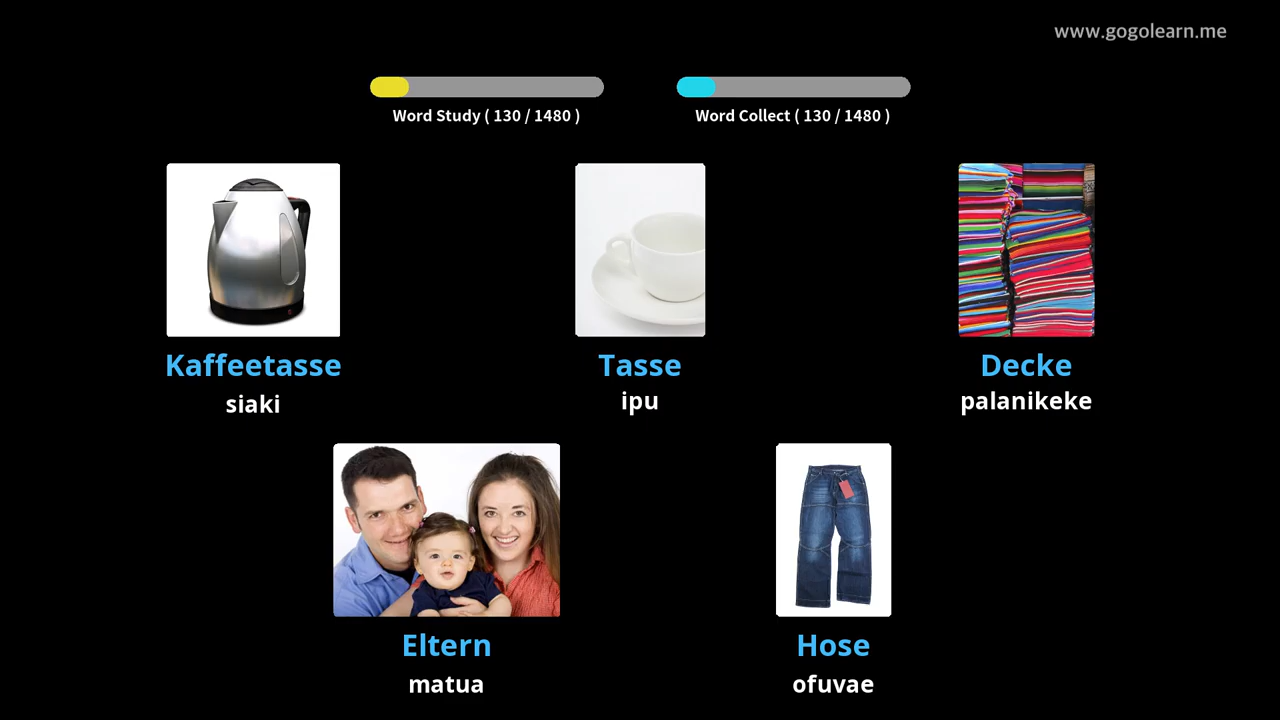 www.gogolearn.me
Word Study ( 130 / 1480 )
Word Collect ( 130 / 1480 )
Kaffeetasse
siaki
Tasse
ipu
Decke
palanikeke
Eltern
matua
Hose
ofuvae